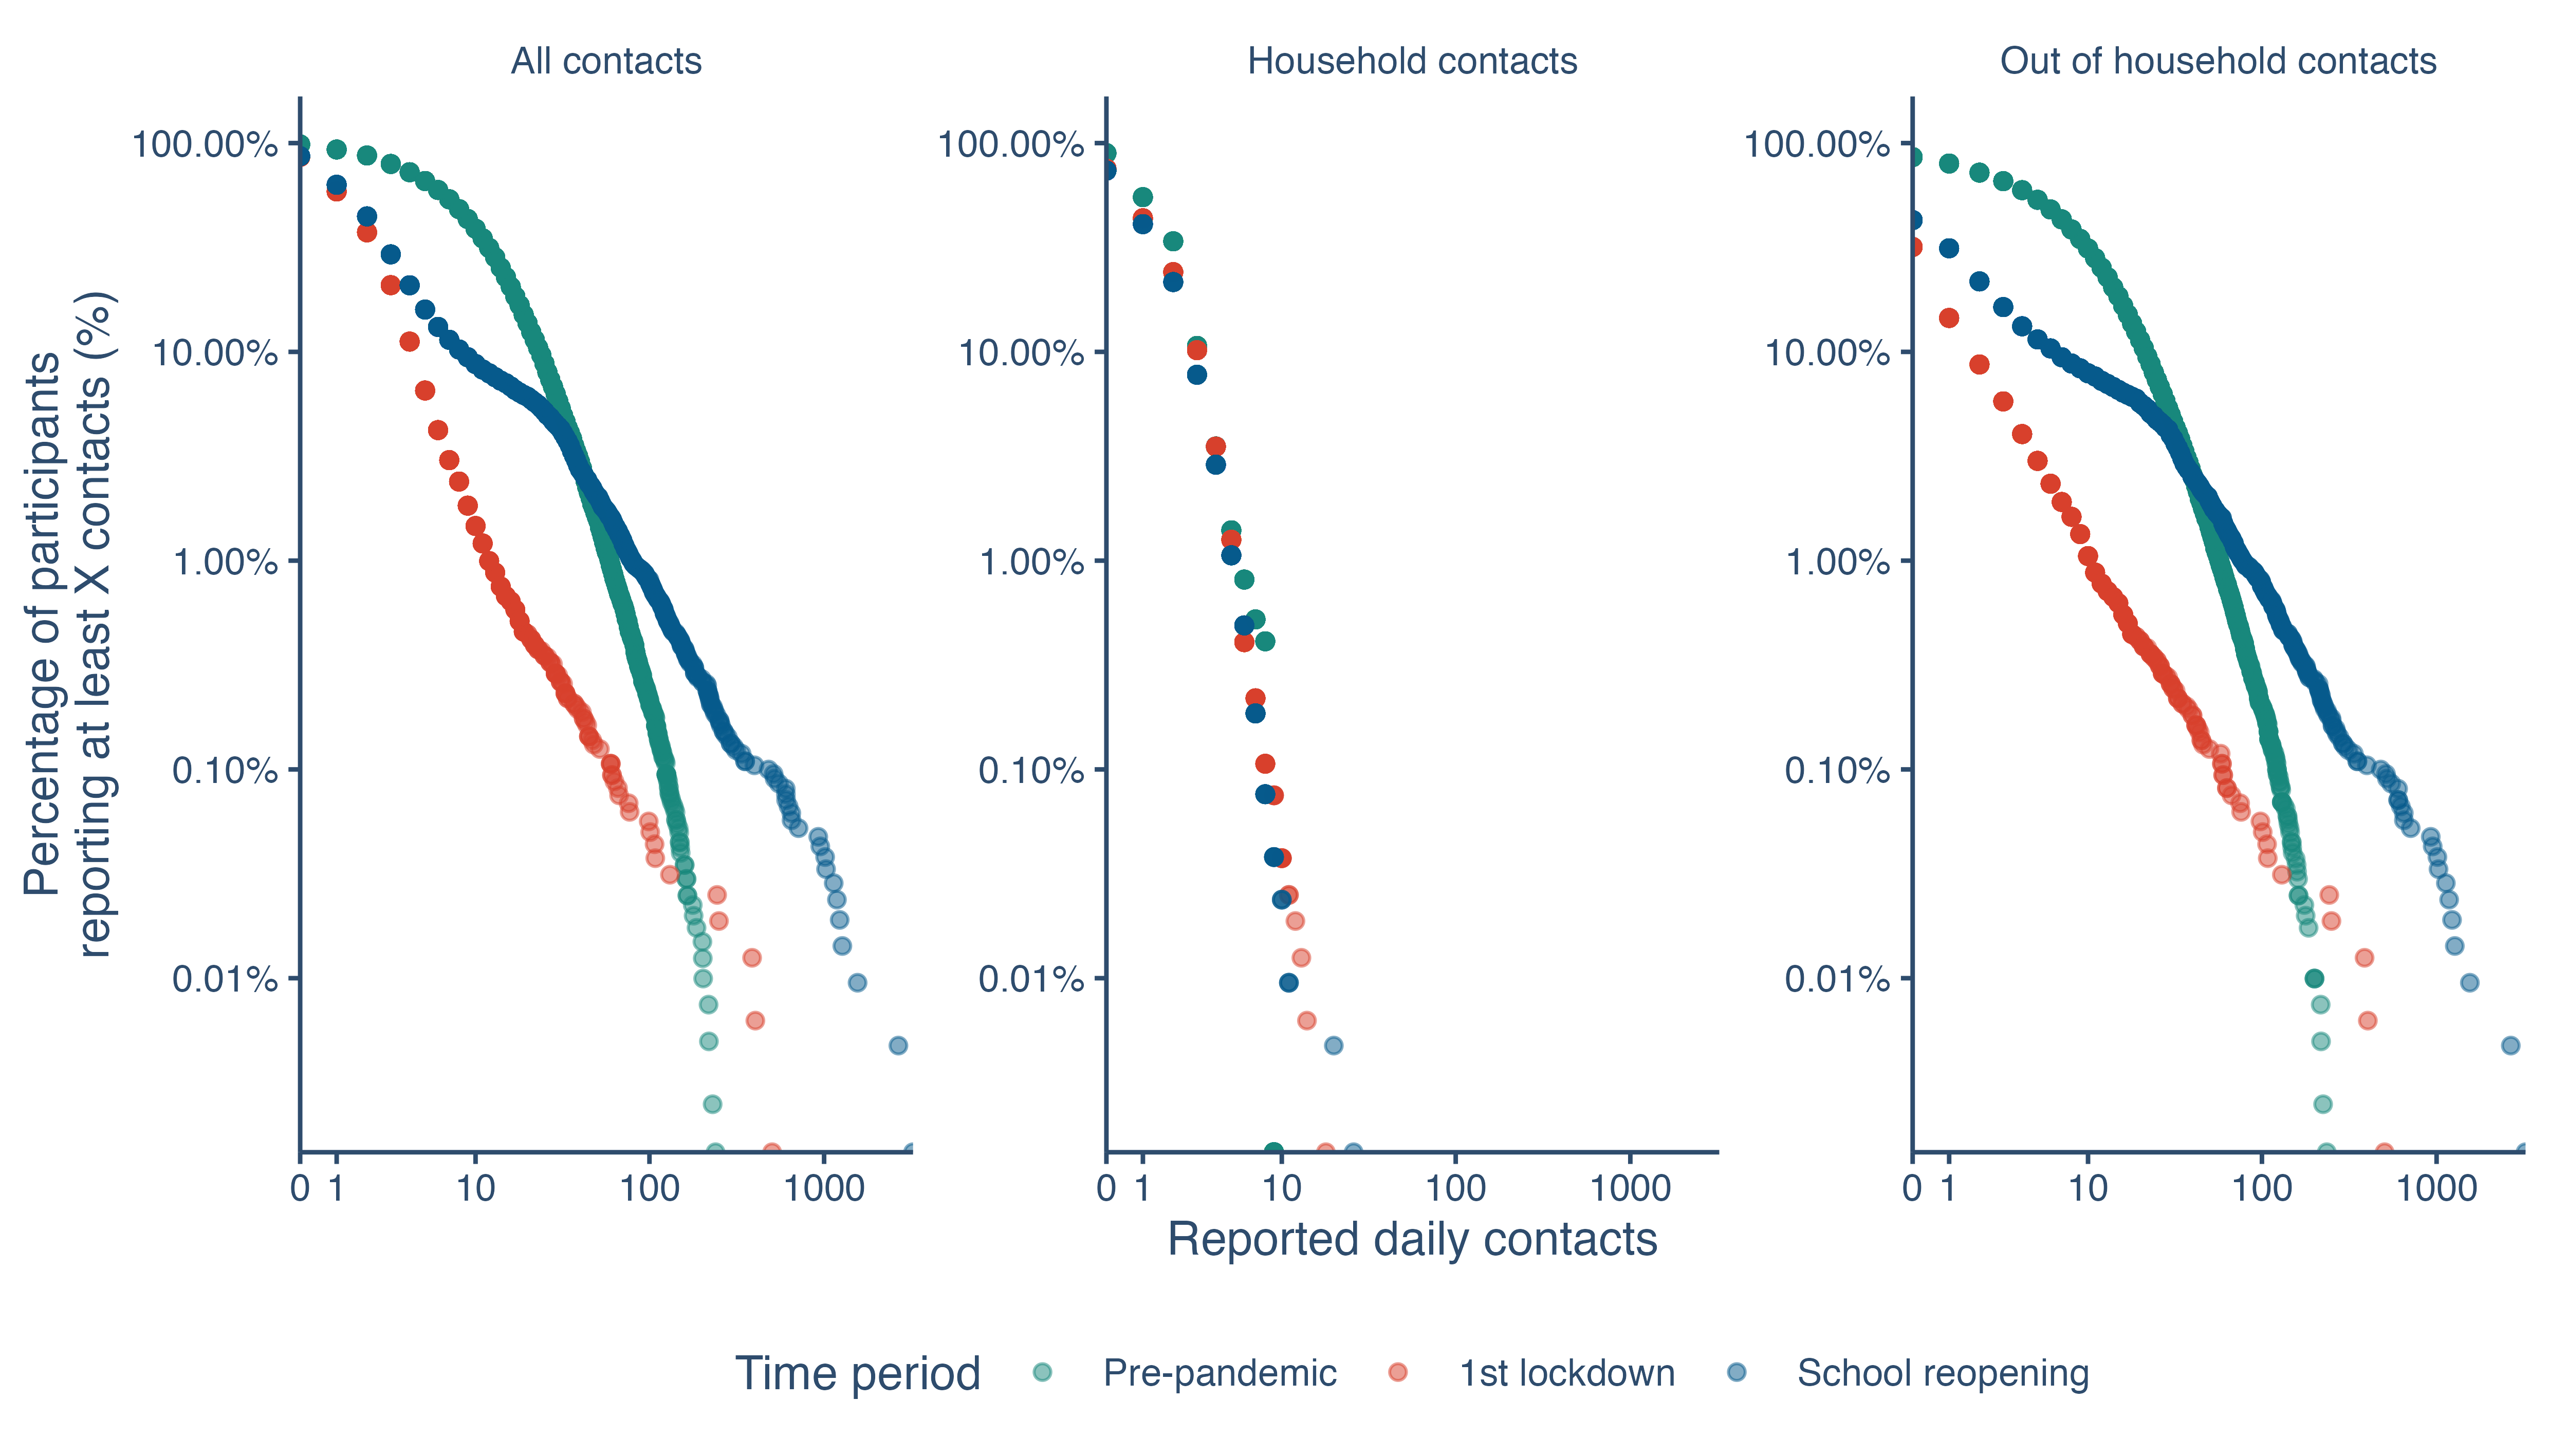 All contacts
Household contacts
Out of household contacts
Percentage of participants
reporting at least X contacts (%)
100.00%
10.00%
1.00%
0.10%
0.01%
100.00%
10.00%
1.00%
0.10%
0.01%
100.00%
10.00%
1.00%
0.10%
0.01%
0 1 10 100 1000
0 1 10 100 1000
0 1 10 100 1000
Reported daily contacts
Time period Pre-pandemic 1st lockdown School reopening